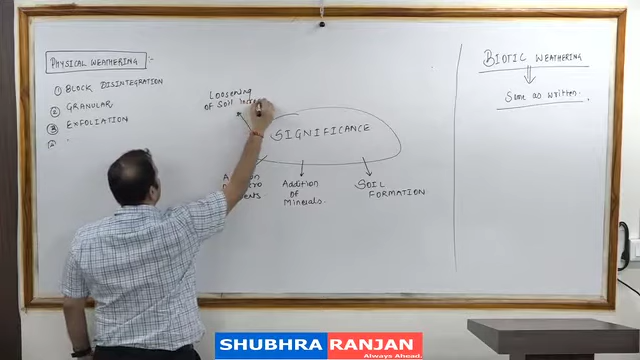 PHYSICAL WEATHERING :-
① BLOCK DISINTEGRATION
② GRANULAR
③ EXFOLIATION
Loosening
of Soil
SIGNIFICANCE
Addition
of
Minerals.
SOIL
FORMATION
BIOTIC WEATHERING
Same as written.
SHUBHRA RANJAN
Always Ahead.